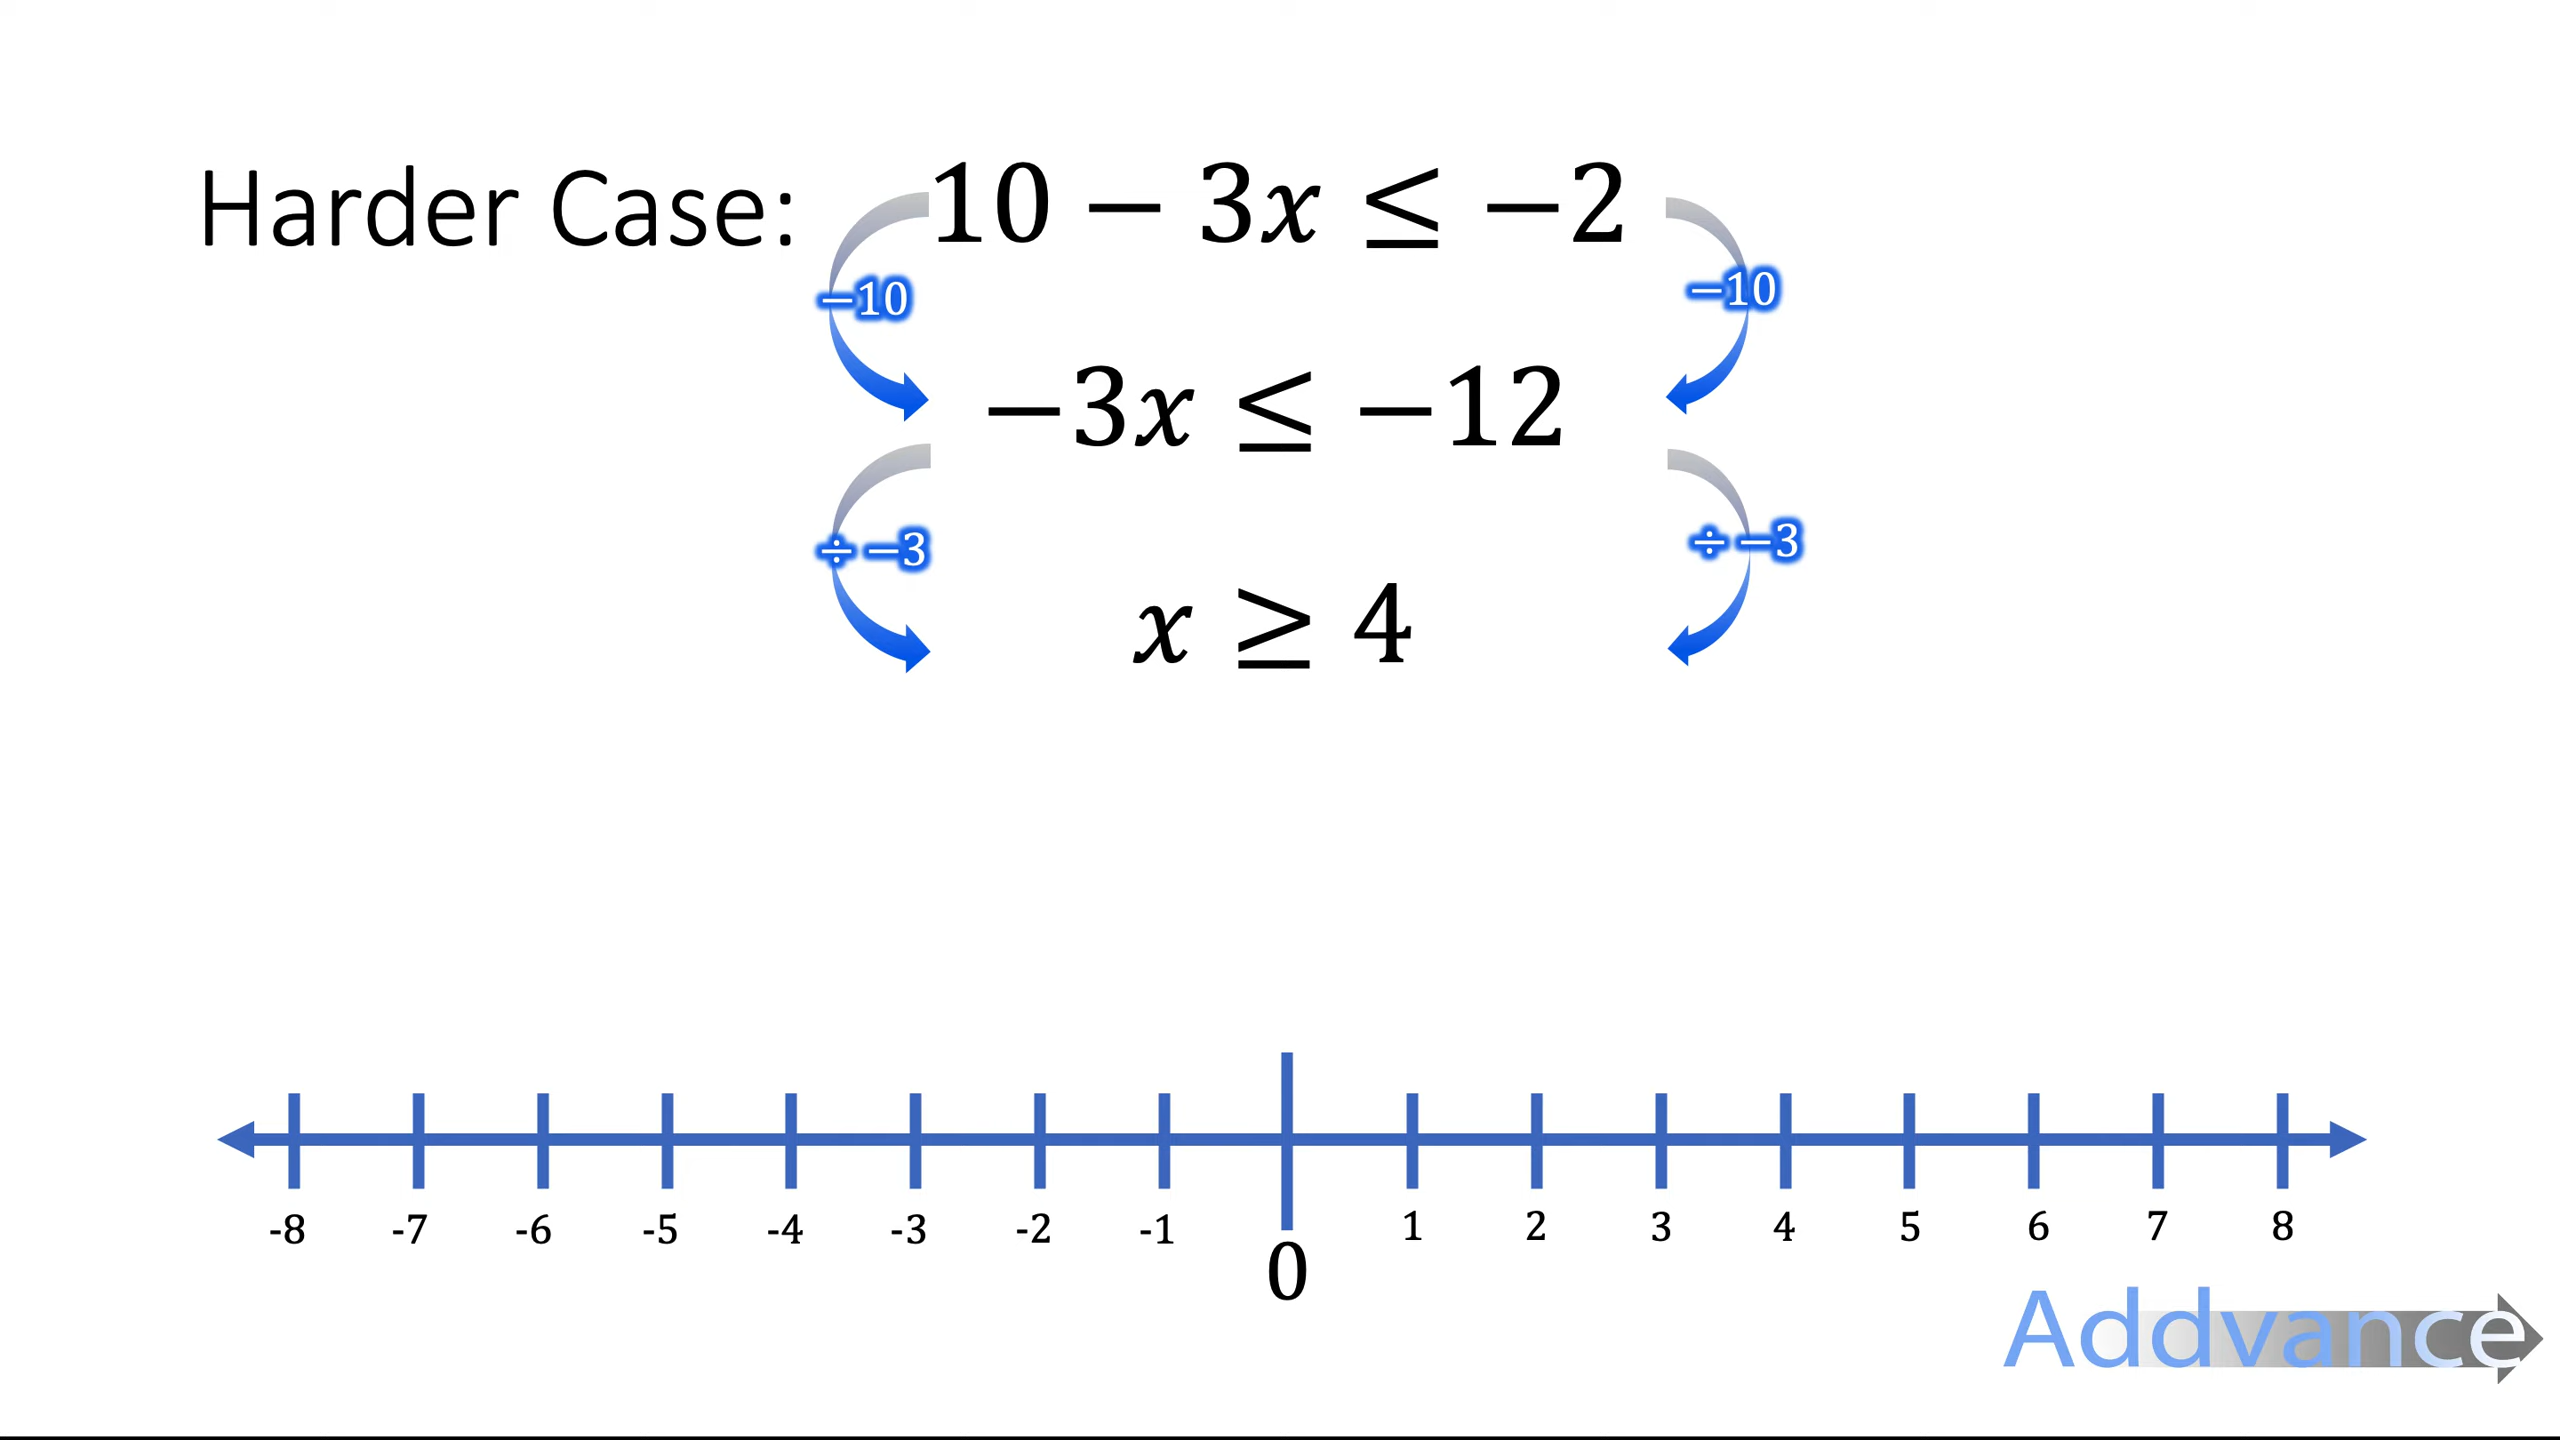 Harder Case: 10 − 3x ≤ −2
−10 −10
−3x ≤ −12
÷ −3 ÷ −3
x ≥ 4
-8 -7 -6 -5 -4 -3 -2 -1 0 1 2 3 4 5 6 7 8
Addvance